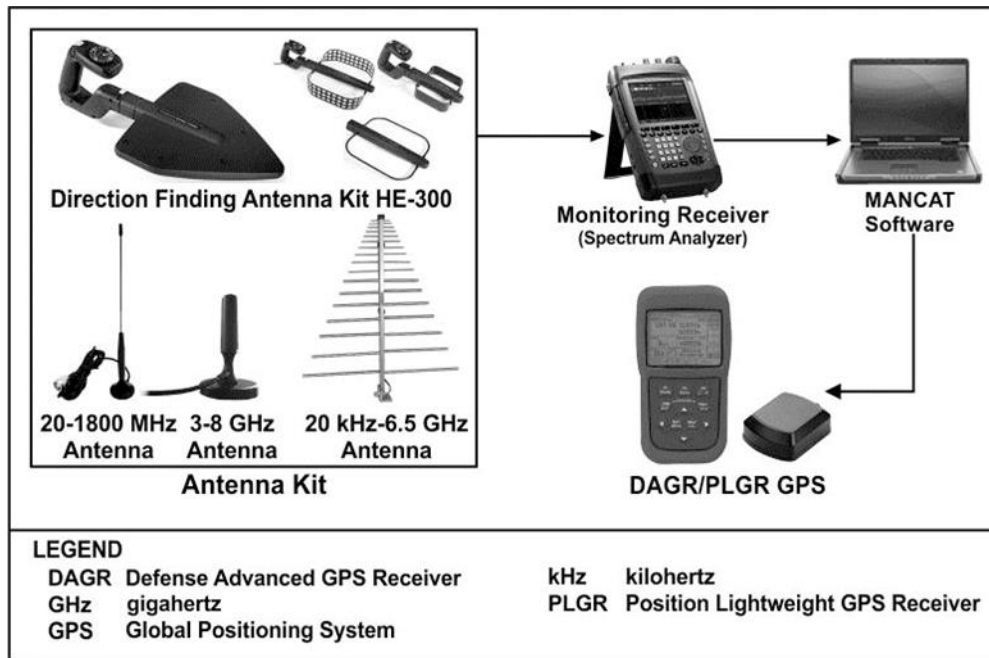 Direction Finding Antenna Kit HE-300
20-1800 MHz
Antenna
3-8 GHz
Antenna
20 kHz-6.5 GHz
Antenna
Antenna Kit
Monitoring Receiver
(Spectrum Analyzer)
MANCAT
Software
DAGR/PLGR GPS
LEGEND
DAGR Defense Advanced GPS Receiver
GHz gigahertz
GPS Global Positioning System
kHz kilohertz
PLGR Position Lightweight GPS Receiver